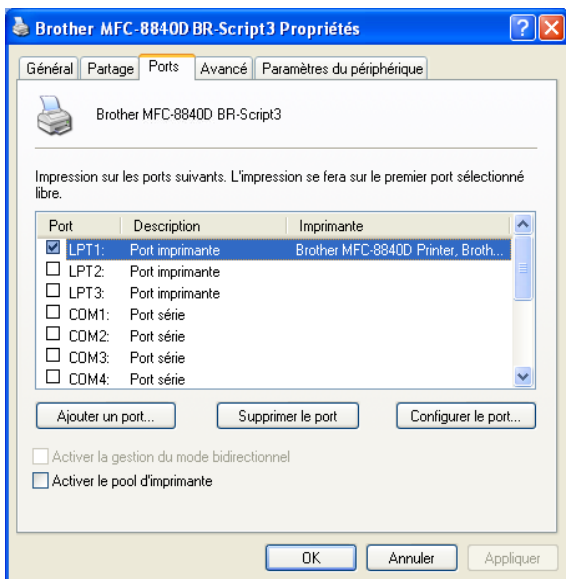 Brother MFC-8840D BR-Script3 Propriétés
Général Partage Ports Avancé Paramètres du périphérique
Brother MFC-8840D BR-Script3
Impression sur les ports suivants. L'impression se fera sur le premier port sélectionné
libre.
Port Description Imprimante
LPT1: Port imprimante Brother MFC-8840D Printer, Broth...
LPT2: Port imprimante
LPT3: Port imprimante
COM1: Port série
COM2: Port série
COM3: Port série
COM4: Port série
Ajouter un port... Supprimer le port Configurer le port...
Activer la gestion du mode bidirectionnel
Activer le pool d'imprimante
OK Annuler Appliquer